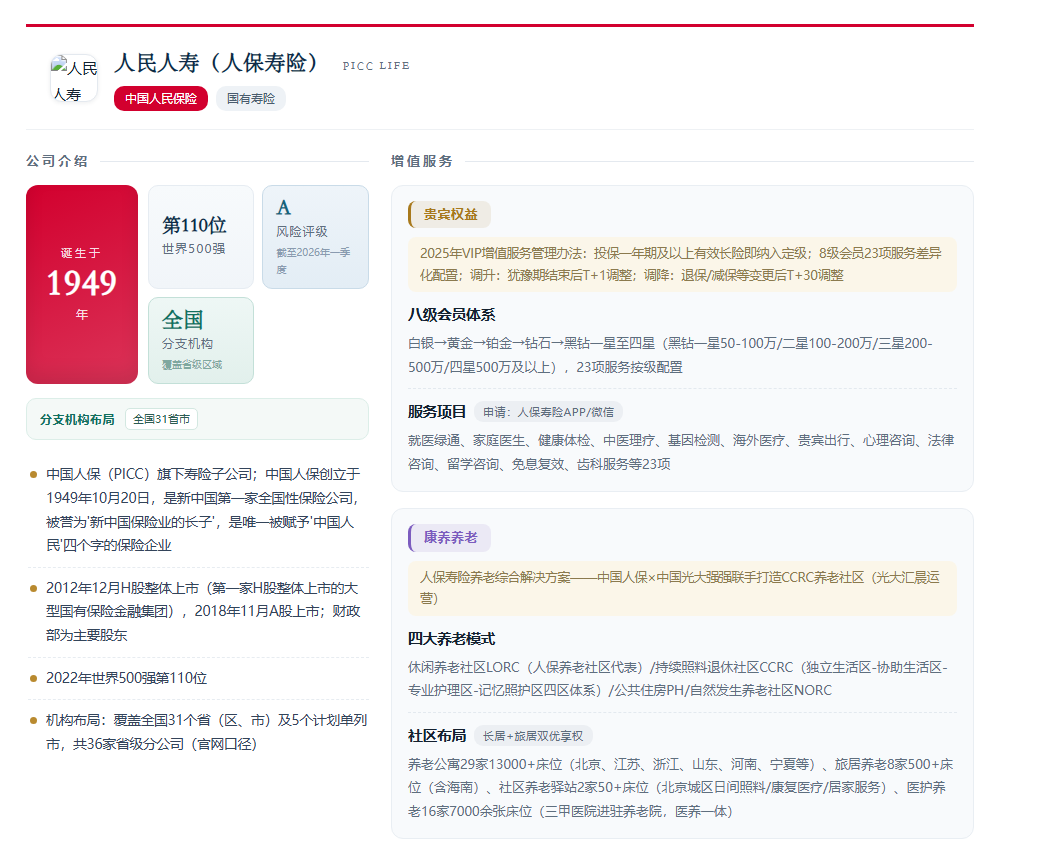 人民人寿
人民人寿（人保寿险） PICC LIFE
中国人民保险 国有寿险
公司介绍
诞生于
1949
年
第110位
世界500强
A
风险评级
截至2026年一季
度
全国
分支机构
覆盖省级区域
分支机构布局 全国31省市
中国人保（PICC）旗下寿险子公司；中国人保创立于
1949年10月20日，是新中国第一家全国性保险公司，
被誉为'新中国保险业的长子'，是唯一被赋予'中国人
民'四个字的保险企业
2012年12月H股整体上市（第一家H股整体上市的大
型国有保险金融集团），2018年11月A股上市；财政
部为主要股东
2022年世界500强第110位
机构布局：覆盖全国31个省（区、市）及5个计划单列
市，共36家省级分公司（官网口径）
增值服务
贵宾权益
2025年VIP增值服务管理办法：投保一年期及以上有效长险即纳入定级；8级会员23项服务差异
化配置；调升：犹豫期结束后T+1调整；调降：退保/减保等变更后T+30调整
八级会员体系
白银→黄金→铂金→钻石→黑钻一星至四星（黑钻一星50-100万/二星100-200万/三星200-
500万/四星500万及以上），23项服务按级配置
服务项目 申请：人保寿险APP/微信
就医绿通、家庭医生、健康体检、中医理疗、基因检测、海外医疗、贵宾出行、心理咨询、法律
咨询、留学咨询、免息复效、齿科服务等23项
康养养老
人保寿险养老综合解决方案——中国人保×中国光大强强联手打造CCRC养老社区（光大汇晨运
营）
四大养老模式
休闲养老社区LORC（人保养老社区代表）/持续照料退休社区CCRC（独立生活区-协助生活区-
专业护理区-记忆照护区四区体系）/公共住房PH/自然发生养老社区NORC
社区布局 长居+旅居双优享权
养老公寓29家13000+床位（北京、江苏、浙江、山东、河南、宁夏等）、旅居养老8家500+床
位（含海南）、社区养老驿站2家50+床位（北京城区日间照料/康复医疗/居家服务）、医护养
老16家7000余张床位（三甲医院进驻养老院，医养一体）